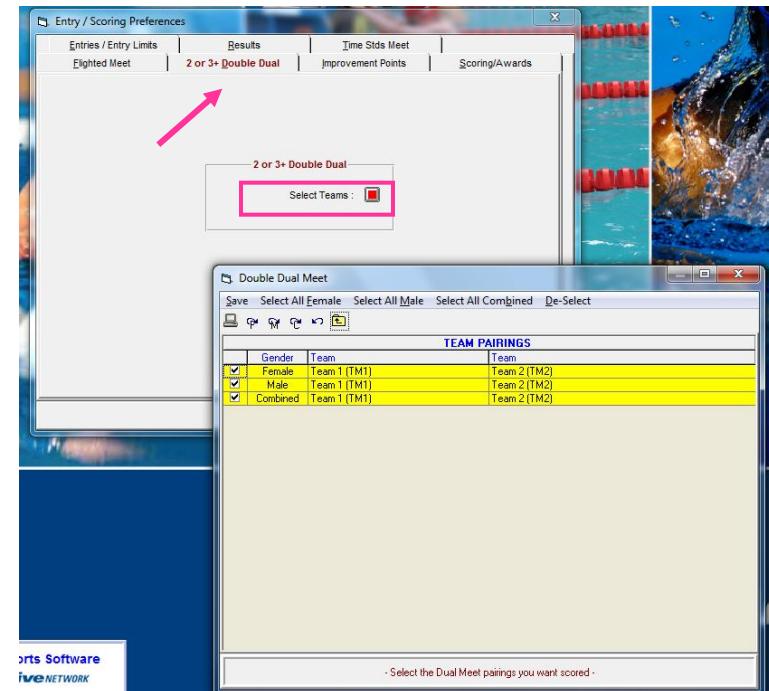 Entry / Scoring Preferences
Entries / Entry Limits Results Time Stds Meet
Flighted Meet 2 or 3+ Double Dual Improvement Points Scoring/Awards
2 or 3+ Double Dual
Select Teams :
Double Dual Meet
Save Select All Female Select All Male Select All Combined De-Select
TEAM PAIRINGS
Gender Team Team
Female Team 1 (TM1) Team 2 (TM2)
Male Team 1 (TM1) Team 2 (TM2)
Combined Team 1 (TM1) Team 2 (TM2)
orts Software
ive NETWORK
- Select the Dual Meet pairings you want scored -